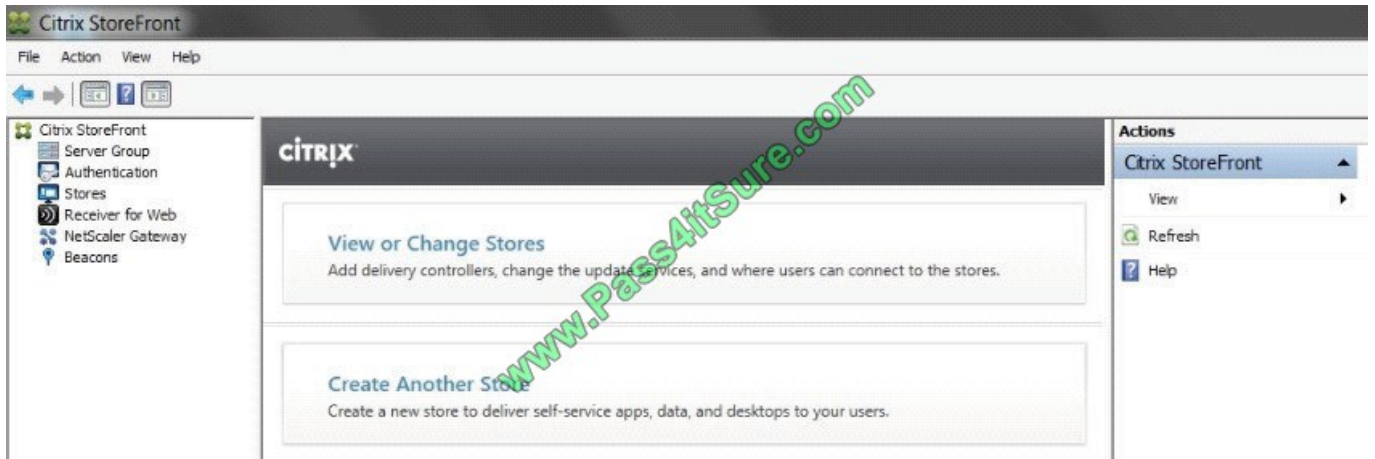 Citrix StoreFront
File Action View Help
Citrix StoreFront
Server Group
Authentication
Stores
Receiver for Web
NetScaler Gateway
Beacons
CITRIX
View or Change Stores
Add delivery controllers, change the update services, and where users can connect to the stores.
Create Another Store
Create a new store to deliver self-service apps, data, and desktops to your users.
Actions
Citrix StoreFront
View
Refresh
Help
www.Pass4itSure.com